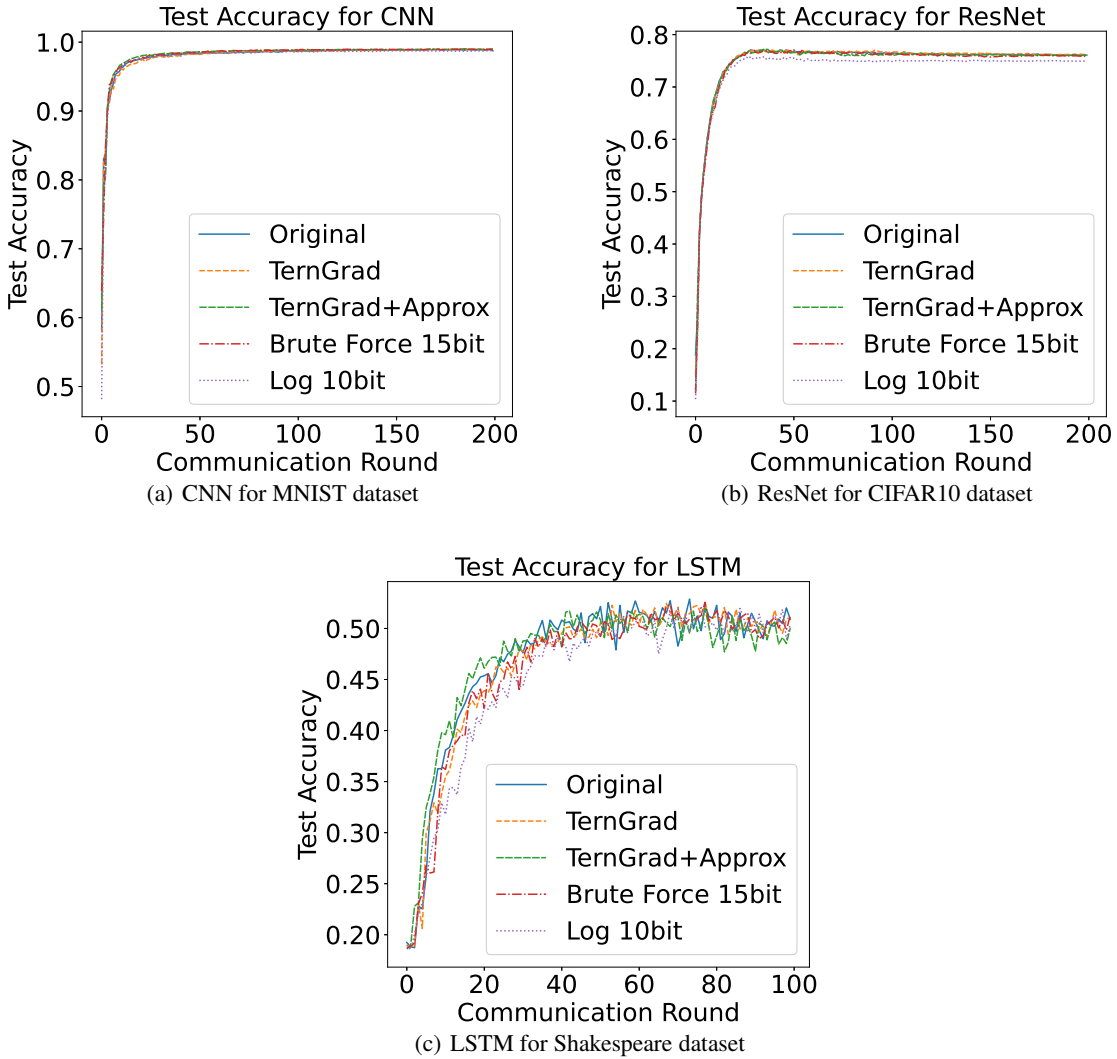 Test Accuracy for CNN
1.0
0.9
0.8
0.7
0.6
0.5
Test Accuracy
Original
TernGrad
TernGrad+Approx
Brute Force 15bit
Log 10bit
0 50 100 150 200
Communication Round
(a) CNN for MNIST dataset
Test Accuracy for ResNet
0.8
0.7
0.6
0.5
0.4
0.3
0.2
0.1
Test Accuracy
Original
TernGrad
TernGrad+Approx
Brute Force 15bit
Log 10bit
0 50 100 150 200
Communication Round
(b) ResNet for CIFAR10 dataset
Test Accuracy for LSTM
0.50
0.45
0.40
0.35
0.30
0.25
0.20
Test Accuracy
Original
TernGrad
TernGrad+Approx
Brute Force 15bit
Log 10bit
0 20 40 60 80 100
Communication Round
(c) LSTM for Shakespeare dataset